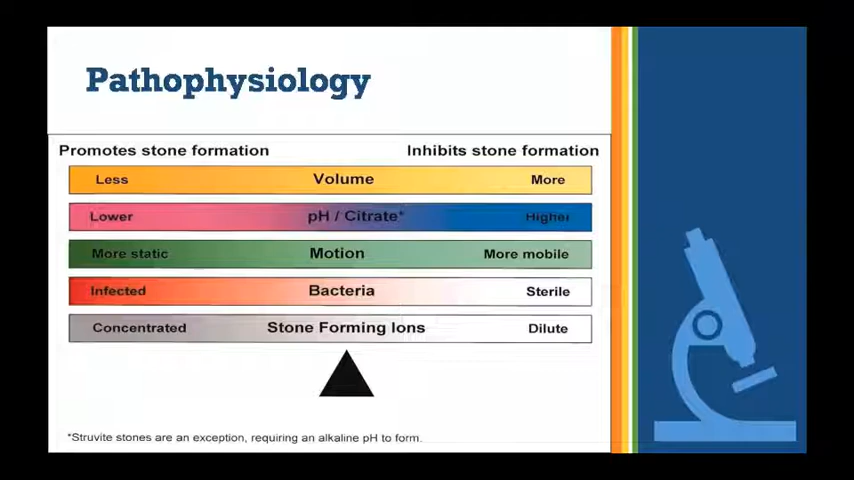 Pathophysiology
Promotes stone formation Inhibits stone formation
Less Volume More
Lower pH / Citrate* Higher
More static Motion More mobile
Infected Bacteria Sterile
Concentrated Stone Forming Ions Dilute
*Struvite stones are an exception, requiring an alkaline pH to form.